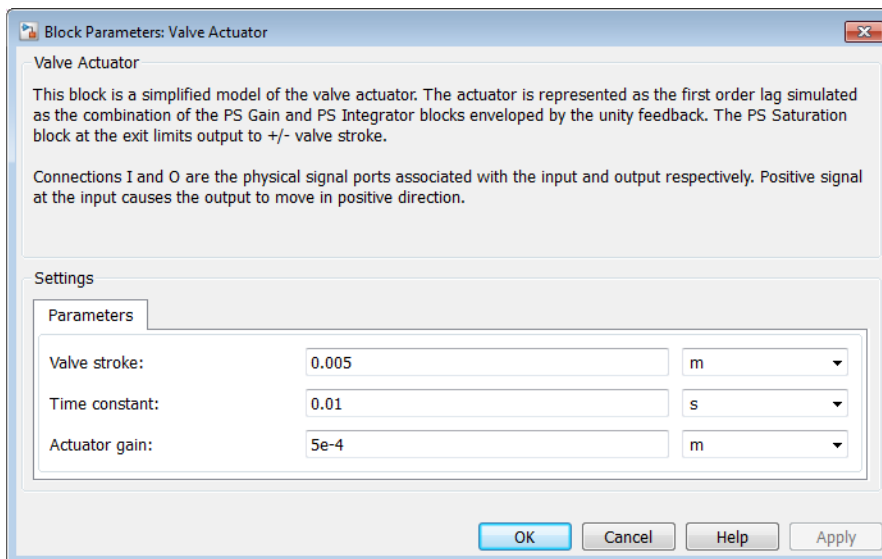 Block Parameters: Valve Actuator
Valve Actuator
This block is a simplified model of the valve actuator. The actuator is represented as the first order lag simulated
as the combination of the PS Gain and PS Integrator blocks enveloped by the unity feedback. The PS Saturation
block at the exit limits output to +/- valve stroke.
Connections I and O are the physical signal ports associated with the input and output respectively. Positive signal
at the input causes the output to move in positive direction.
Settings
Parameters
Valve stroke: 0.005 m
Time constant: 0.01 s
Actuator gain: 5e-4 m
OK Cancel Help Apply